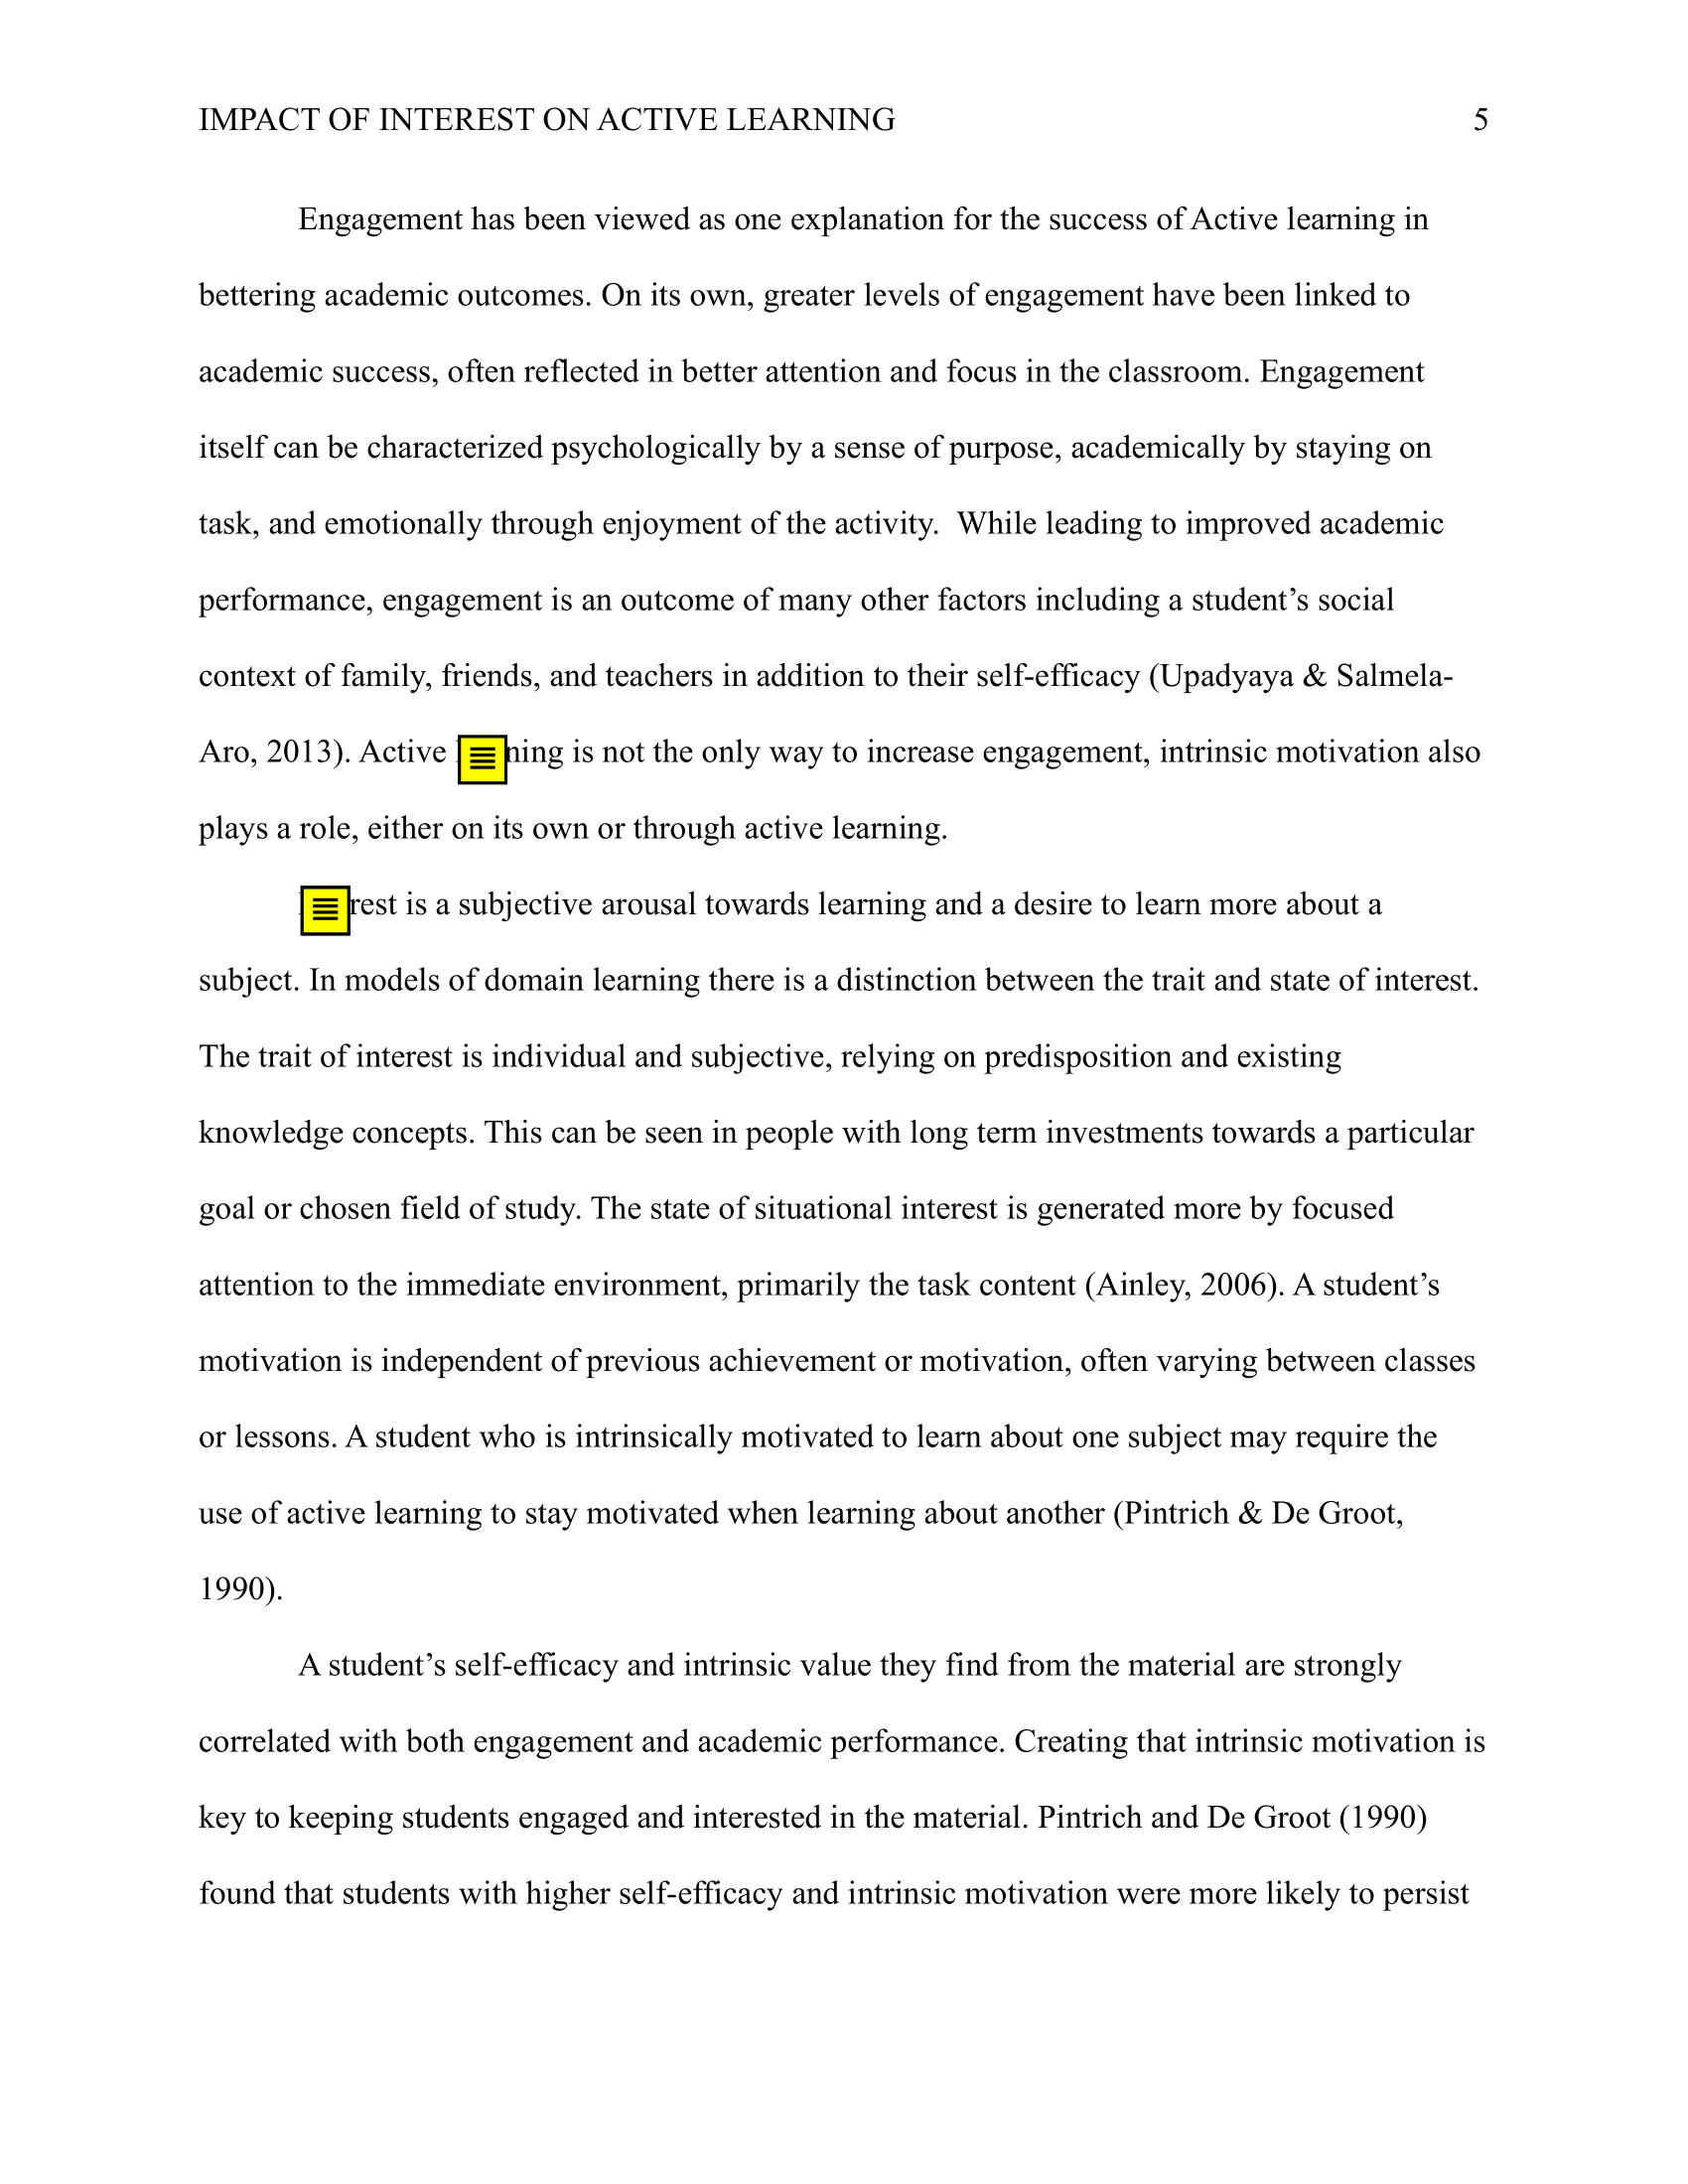 IMPACT OF INTEREST ON ACTIVE LEARNING 5
Engagement has been viewed as one explanation for the success of Active learning in
bettering academic outcomes. On its own, greater levels of engagement have been linked to
academic success, often reflected in better attention and focus in the classroom. Engagement
itself can be characterized psychologically by a sense of purpose, academically by staying on
task, and emotionally through enjoyment of the activity.  While leading to improved academic
performance, engagement is an outcome of many other factors including a student’s social
context of family, friends, and teachers in addition to their self-efficacy (Upadyaya & Salmela-
Aro, 2013). Active ning is not the only way to increase engagement, intrinsic motivation also
plays a role, either on its own or through active learning.
rest is a subjective arousal towards learning and a desire to learn more about a
subject. In models of domain learning there is a distinction between the trait and state of interest.
The trait of interest is individual and subjective, relying on predisposition and existing
knowledge concepts. This can be seen in people with long term investments towards a particular
goal or chosen field of study. The state of situational interest is generated more by focused
attention to the immediate environment, primarily the task content (Ainley, 2006). A student’s
motivation is independent of previous achievement or motivation, often varying between classes
or lessons. A student who is intrinsically motivated to learn about one subject may require the
use of active learning to stay motivated when learning about another (Pintrich & De Groot,
1990).
A student’s self-efficacy and intrinsic value they find from the material are strongly
correlated with both engagement and academic performance. Creating that intrinsic motivation is
key to keeping students engaged and interested in the material. Pintrich and De Groot (1990)
found that students with higher self-efficacy and intrinsic motivation were more likely to persist